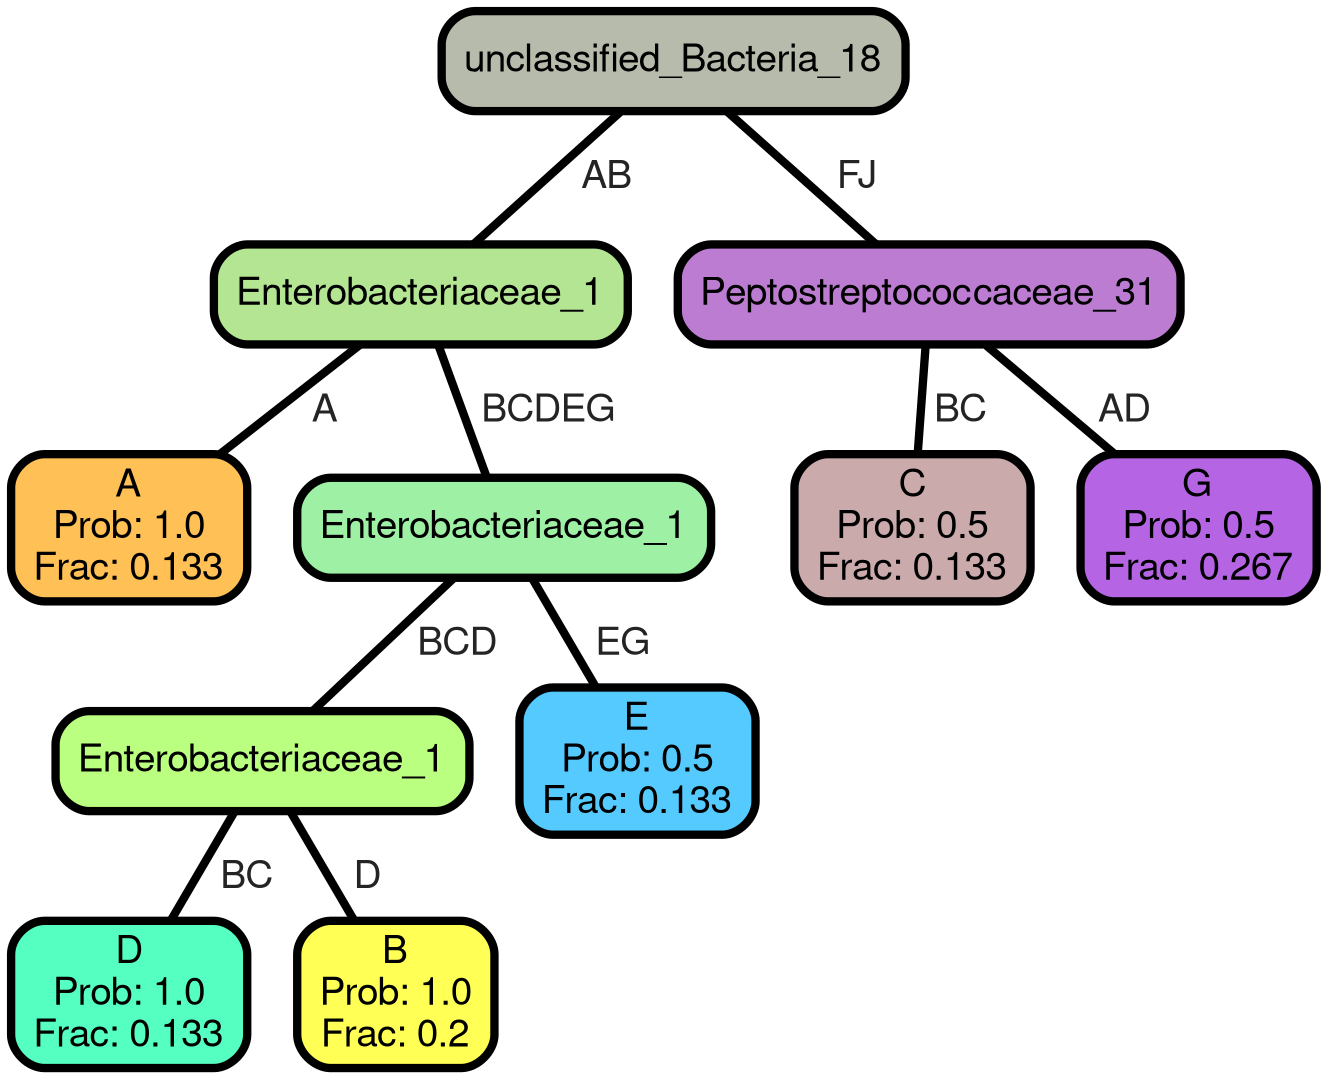 unclassified_Bacteria_18
AB
FJ
Enterobacteriaceae_1
Peptostreptococcaceae_31
A
BCDEG
BC
AD
A
Prob: 1.0
Frac: 0.133
Enterobacteriaceae_1
C
Prob: 0.5
Frac: 0.133
G
Prob: 0.5
Frac: 0.267
BCD
EG
Enterobacteriaceae_1
E
Prob: 0.5
Frac: 0.133
BC
D
D
Prob: 1.0
Frac: 0.133
B
Prob: 1.0
Frac: 0.2